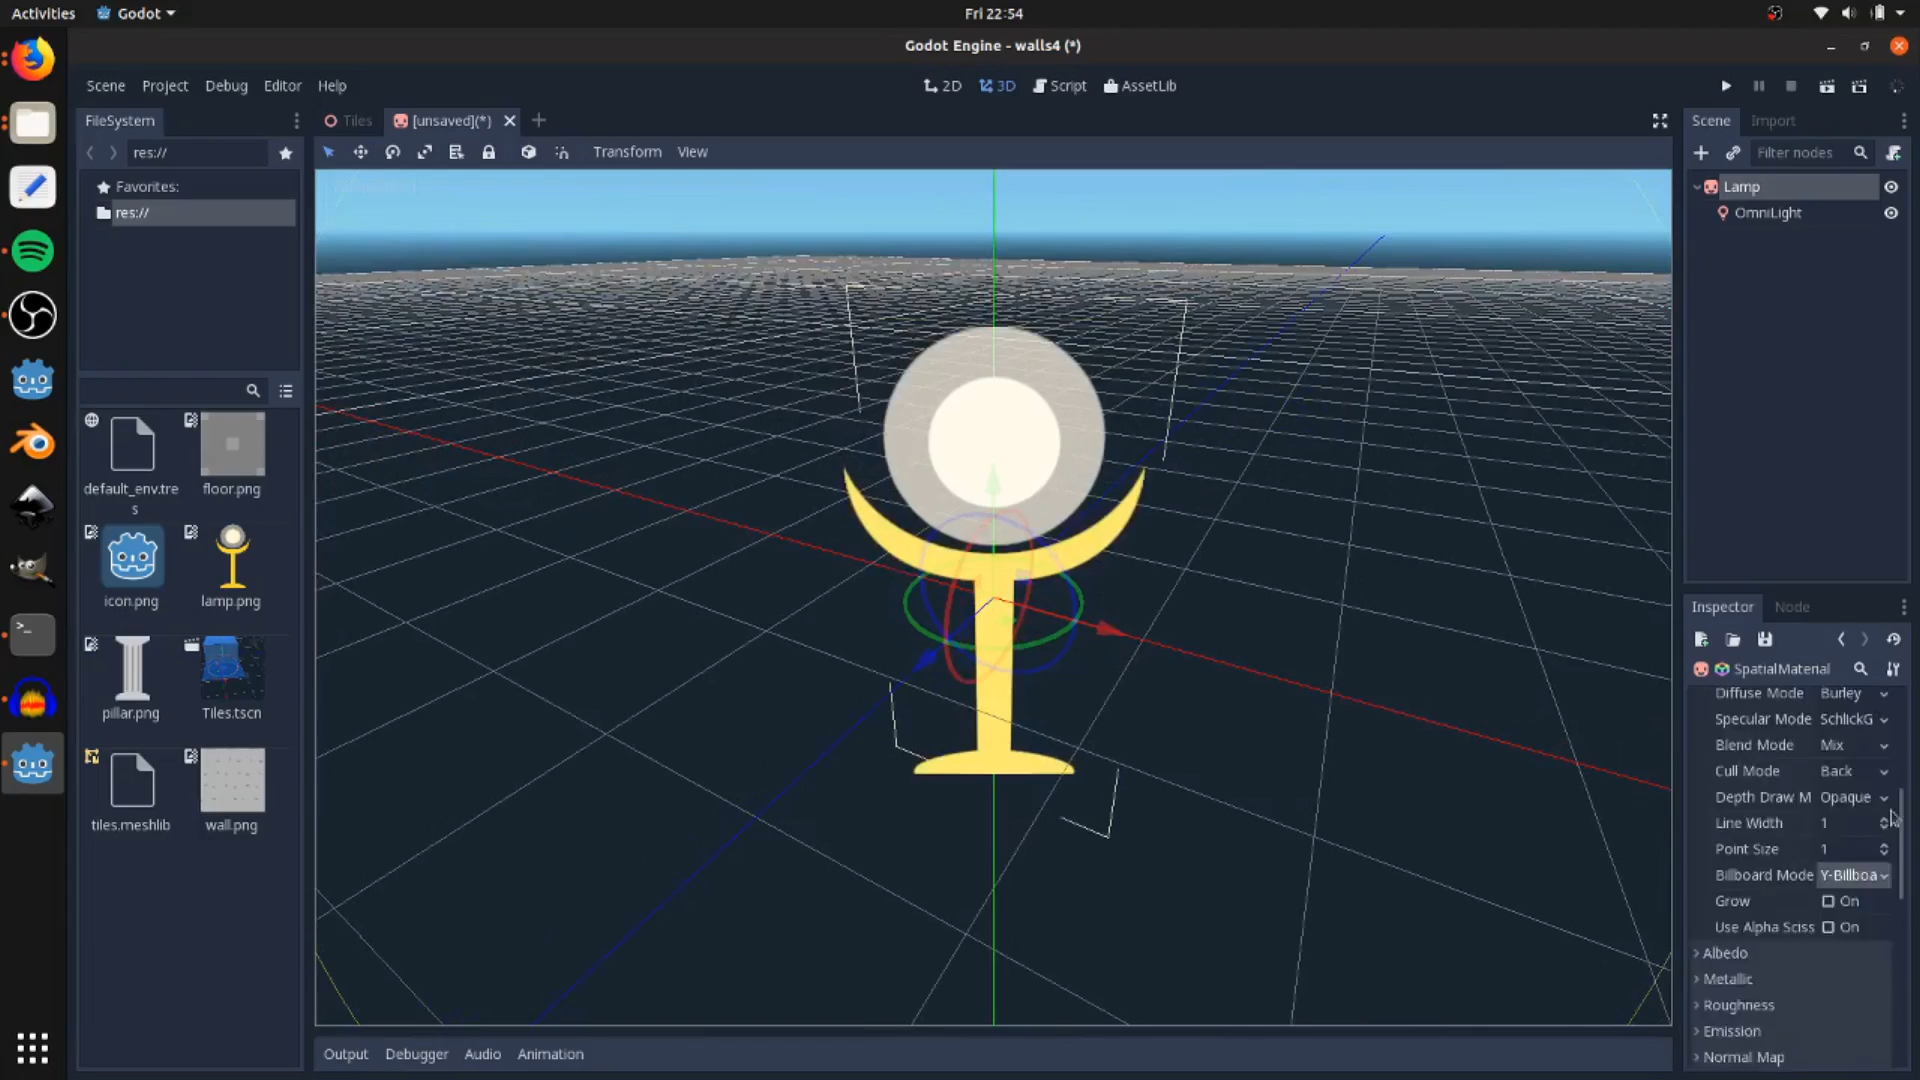 Activities Godot Fri 22:54
Godot Engine - walls4 (*)
Scene Project Debug Editor Help 2D 3D Script AssetLib
FileSystem Tiles [unsaved](*) Scene Import
res:// Transform View Filter nodes
Favorites:
res://
Lamp
OmniLight
default_env.tre
s
floor.png
icon.png
lamp.png
pillar.png
Tiles.tscn
tiles.meshlib
wall.png
Output Debugger Audio Animation
Inspector Node
SpatialMaterial
Diffuse Mode Burley
Specular Mode SchlickG
Blend Mode Mix
Cull Mode Back
Depth Draw M Opaque
Line Width 1
Point Size 1
Billboard Mode Y-Billboa
Grow On
Use Alpha Sciss On
Albedo
Metallic
Roughness
Emission
Normal Map